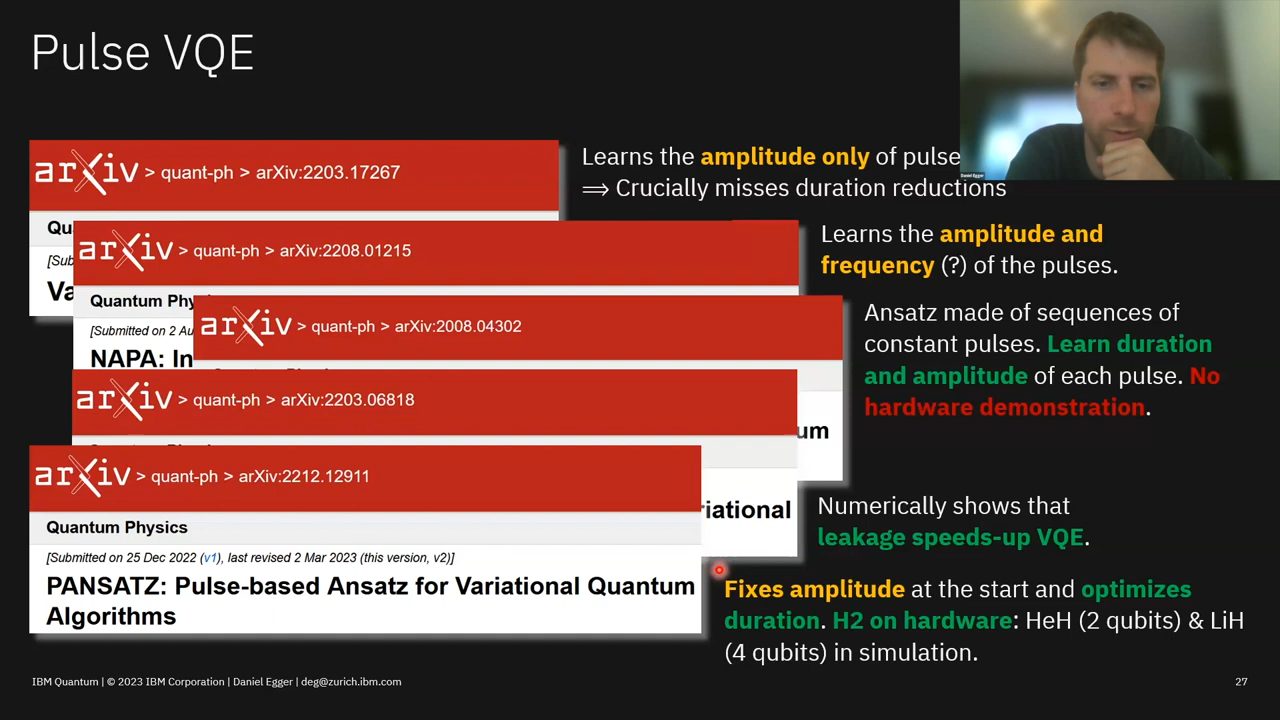 Pulse VQE
Daniel Egger
arXiv > quant-ph > arXiv:2203.17267
Learns the amplitude only of pulse
⟹ Crucially misses duration reductions
Qu
[Sub
Va
arXiv > quant-ph > arXiv:2208.01215
Learns the amplitude and
frequency (?) of the pulses.
Quantum Phy
[Submitted on 2 Au
NAPA: In
arXiv > quant-ph > arXiv:2008.04302
Ansatz made of sequences of
constant pulses. Learn duration
and amplitude of each pulse. No
hardware demonstration.
um
arXiv > quant-ph > arXiv:2203.06818
riational
Numerically shows that
leakage speeds-up VQE.
arXiv > quant-ph > arXiv:2212.12911
Quantum Physics
[Submitted on 25 Dec 2022 (v1), last revised 2 Mar 2023 (this version, v2)]
PANSATZ: Pulse-based Ansatz for Variational Quantum
Algorithms
Fixes amplitude at the start and optimizes
duration. H2 on hardware: HeH (2 qubits) & LiH
(4 qubits) in simulation.
IBM Quantum | © 2023 IBM Corporation | Daniel Egger | deg@zurich.ibm.com
27